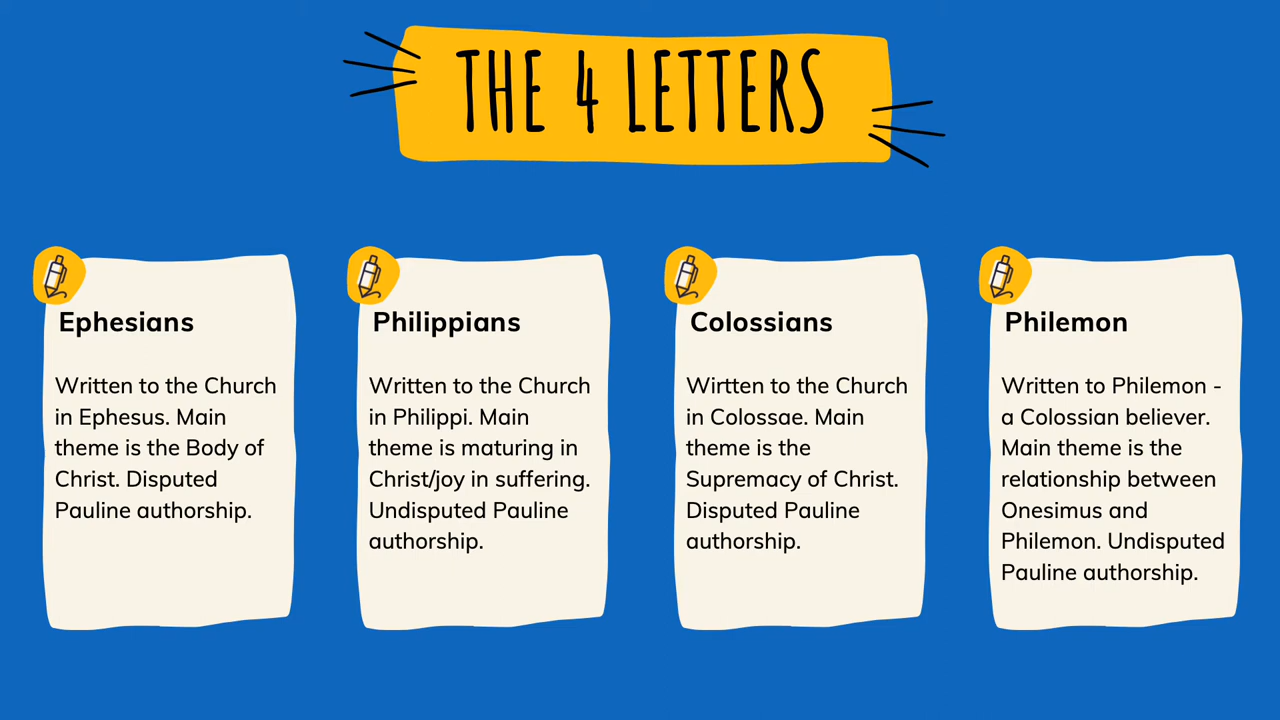 THE 4 LETTERS
Ephesians
Written to the Church
in Ephesus. Main
theme is the Body of
Christ. Disputed
Pauline authorship.
Philippians
Written to the Church
in Philippi. Main
theme is maturing in
Christ/joy in suffering.
Undisputed Pauline
authorship.
Colossians
Wirtten to the Church
in Colossae. Main
theme is the
Supremacy of Christ.
Disputed Pauline
authorship.
Philemon
Written to Philemon -
a Colossian believer.
Main theme is the
relationship between
Onesimus and
Philemon. Undisputed
Pauline authorship.